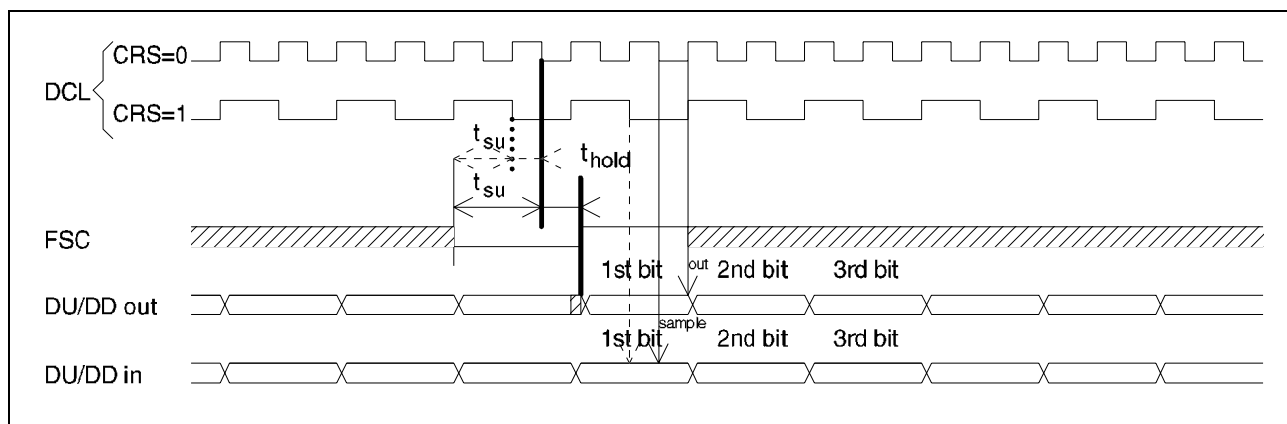 CRS=0
DCL
CRS=1
tsu
thold
tsu
FSC
1st bit out 2nd bit 3rd bit
DU/DD out
sample
1st bit 2nd bit 3rd bit
DU/DD in